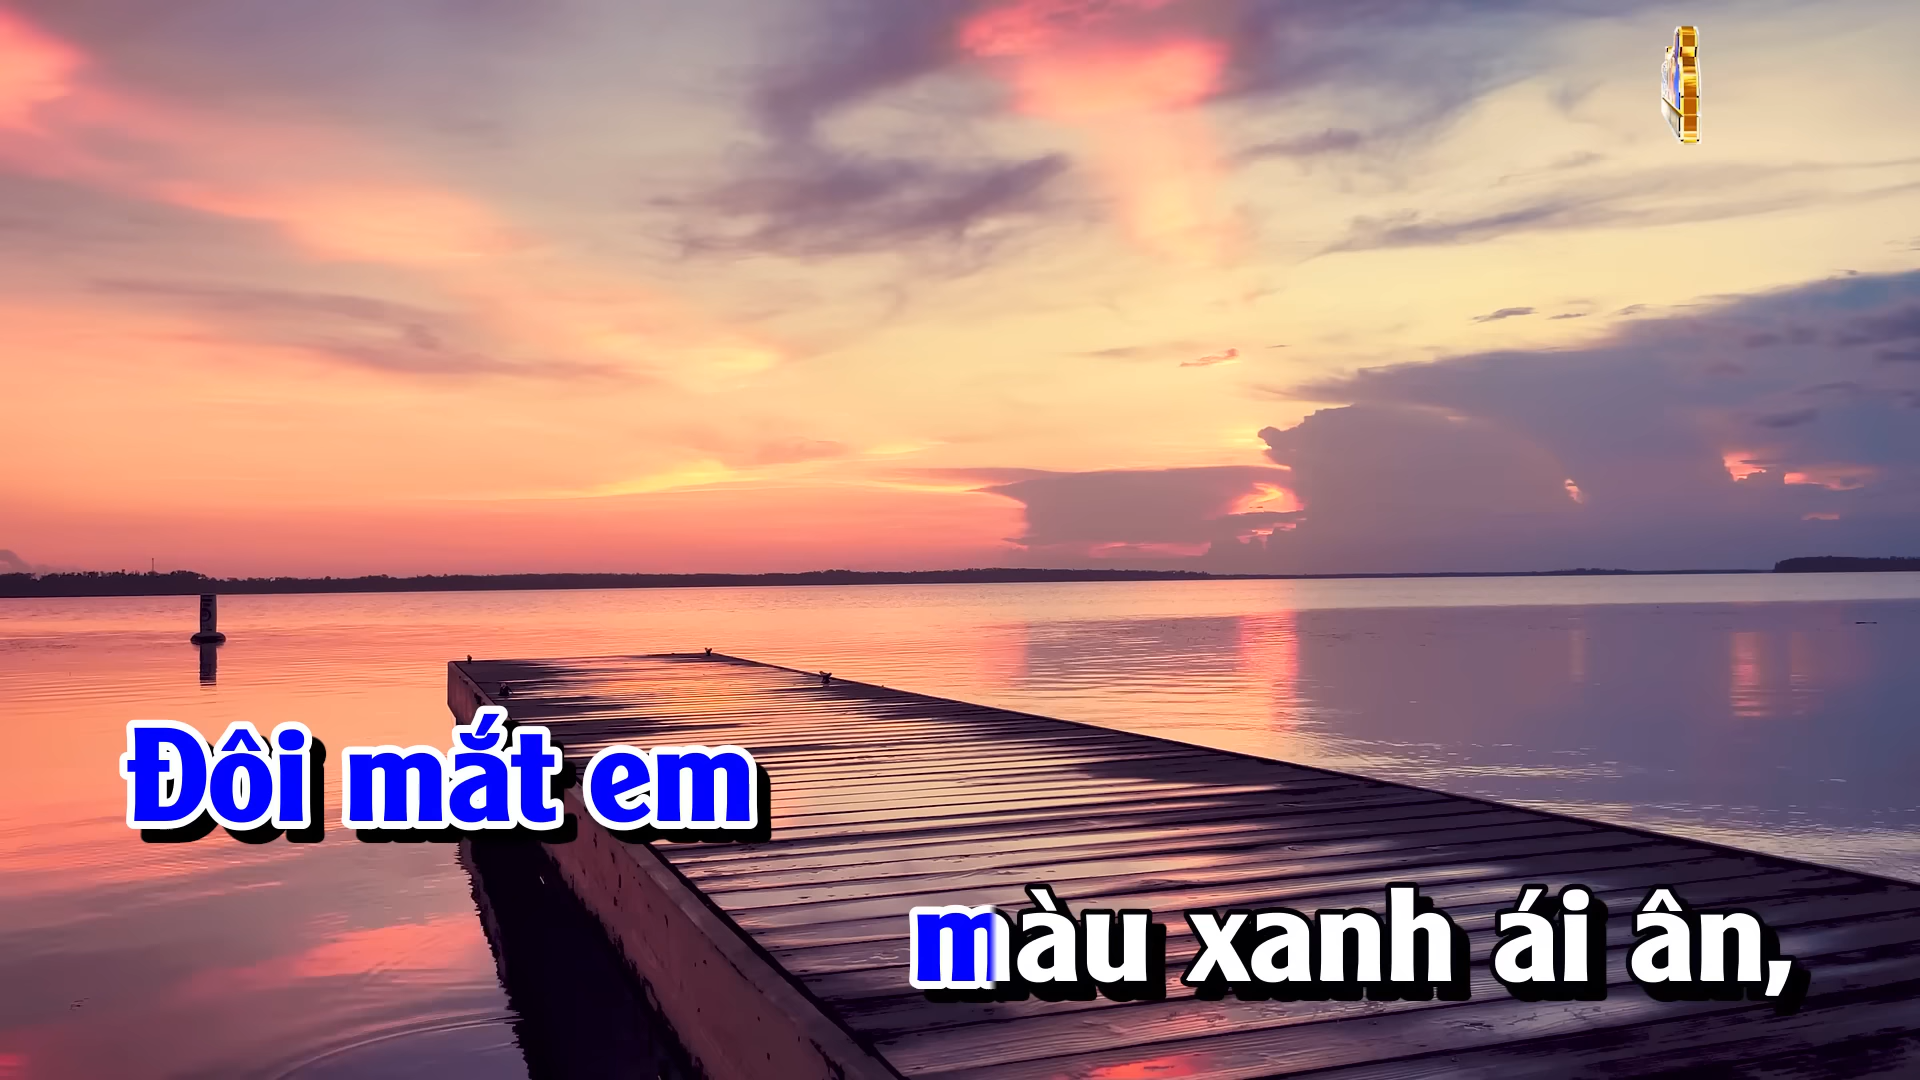 Đôi mắt em
màu xanh ái ân,